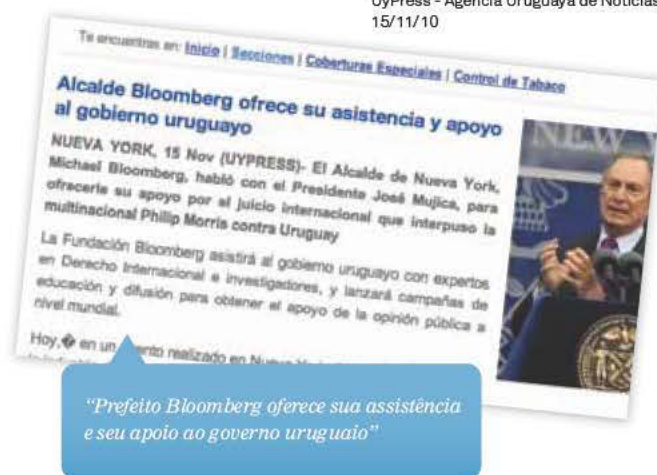 UyPress - Agencia Uruguaya de Noticias
15/11/10
Te encuentras en: Inicio | Secciones | Coberturas Especiales | Control de Tabaco
Alcalde Bloomberg ofrece su asistencia y apoyo
al gobierno uruguayo
NUEVA YORK, 15 Nov (UYPRESS)- El Alcalde de Nueva York,
Michael Bloomberg, habló con el Presidente José Mujica, para
ofrecerle su apoyo por el juicio internacional que interpuso la
multinacional Philip Morris contra Uruguay
La Fundación Bloomberg asistirá al gobierno uruguayo con expertos
en Derecho Internacional e investigadores, y lanzará campañas de
educación y difusión para obtener el apoyo de la opinión pública a
nivel mundial.
Hoy,� en un evento realizado en Nueva
NEW
“Prefeito Bloomberg oferece sua assistência
e seu apoio ao governo uruguaio”